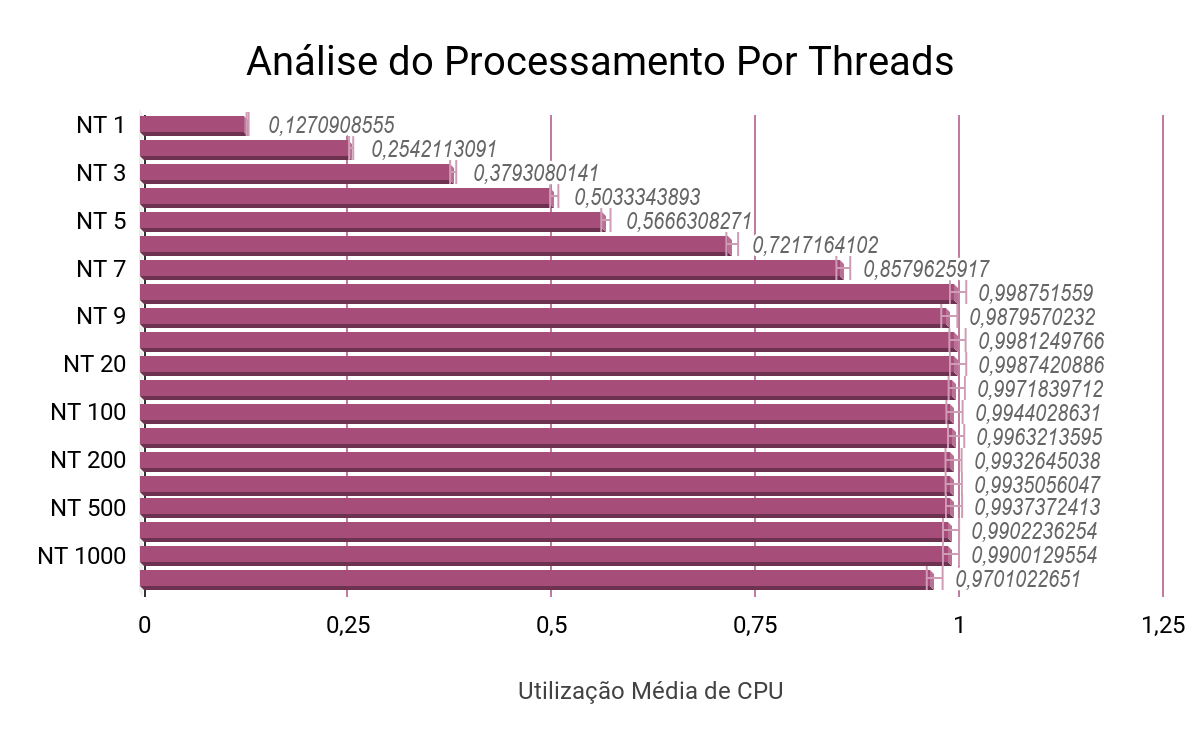 Análise do Processamento Por Threads
NT 1 0,1270908555
0,2542113091
NT 3 0,3793080141
0,5033343893
NT 5 0,5666308271
0,7217164102
NT 7 0,8579625917
0,998751559
NT 9 0,9879570232
0,9981249766
NT 20 0,9987420886
0,9971839712
NT 100 0,9944028631
0,9963213595
NT 200 0,9932645038
0,9935056047
NT 500 0,9937372413
0,9902236254
NT 1000 0,9900129554
0,9701022651
0 0,25 0,5 0,75 1 1,25
Utilização Média de CPU